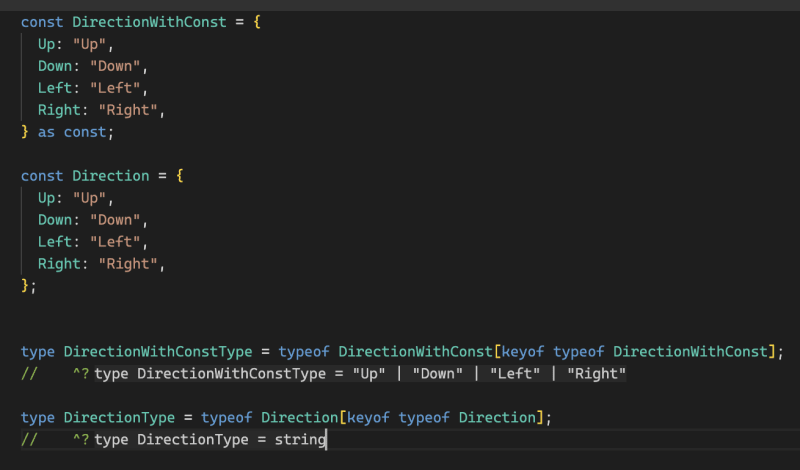 const DirectionWithConst = {
  Up: "Up",
  Down: "Down",
  Left: "Left",
  Right: "Right",
} as const;

const Direction = {
  Up: "Up",
  Down: "Down",
  Left: "Left",
  Right: "Right",
};

type DirectionWithConstType = typeof DirectionWithConst[keyof typeof DirectionWithConst];
//    ^? type DirectionWithConstType = "Up" | "Down" | "Left" | "Right"

type DirectionType = typeof Direction[keyof typeof Direction];
//    ^? type DirectionType = string